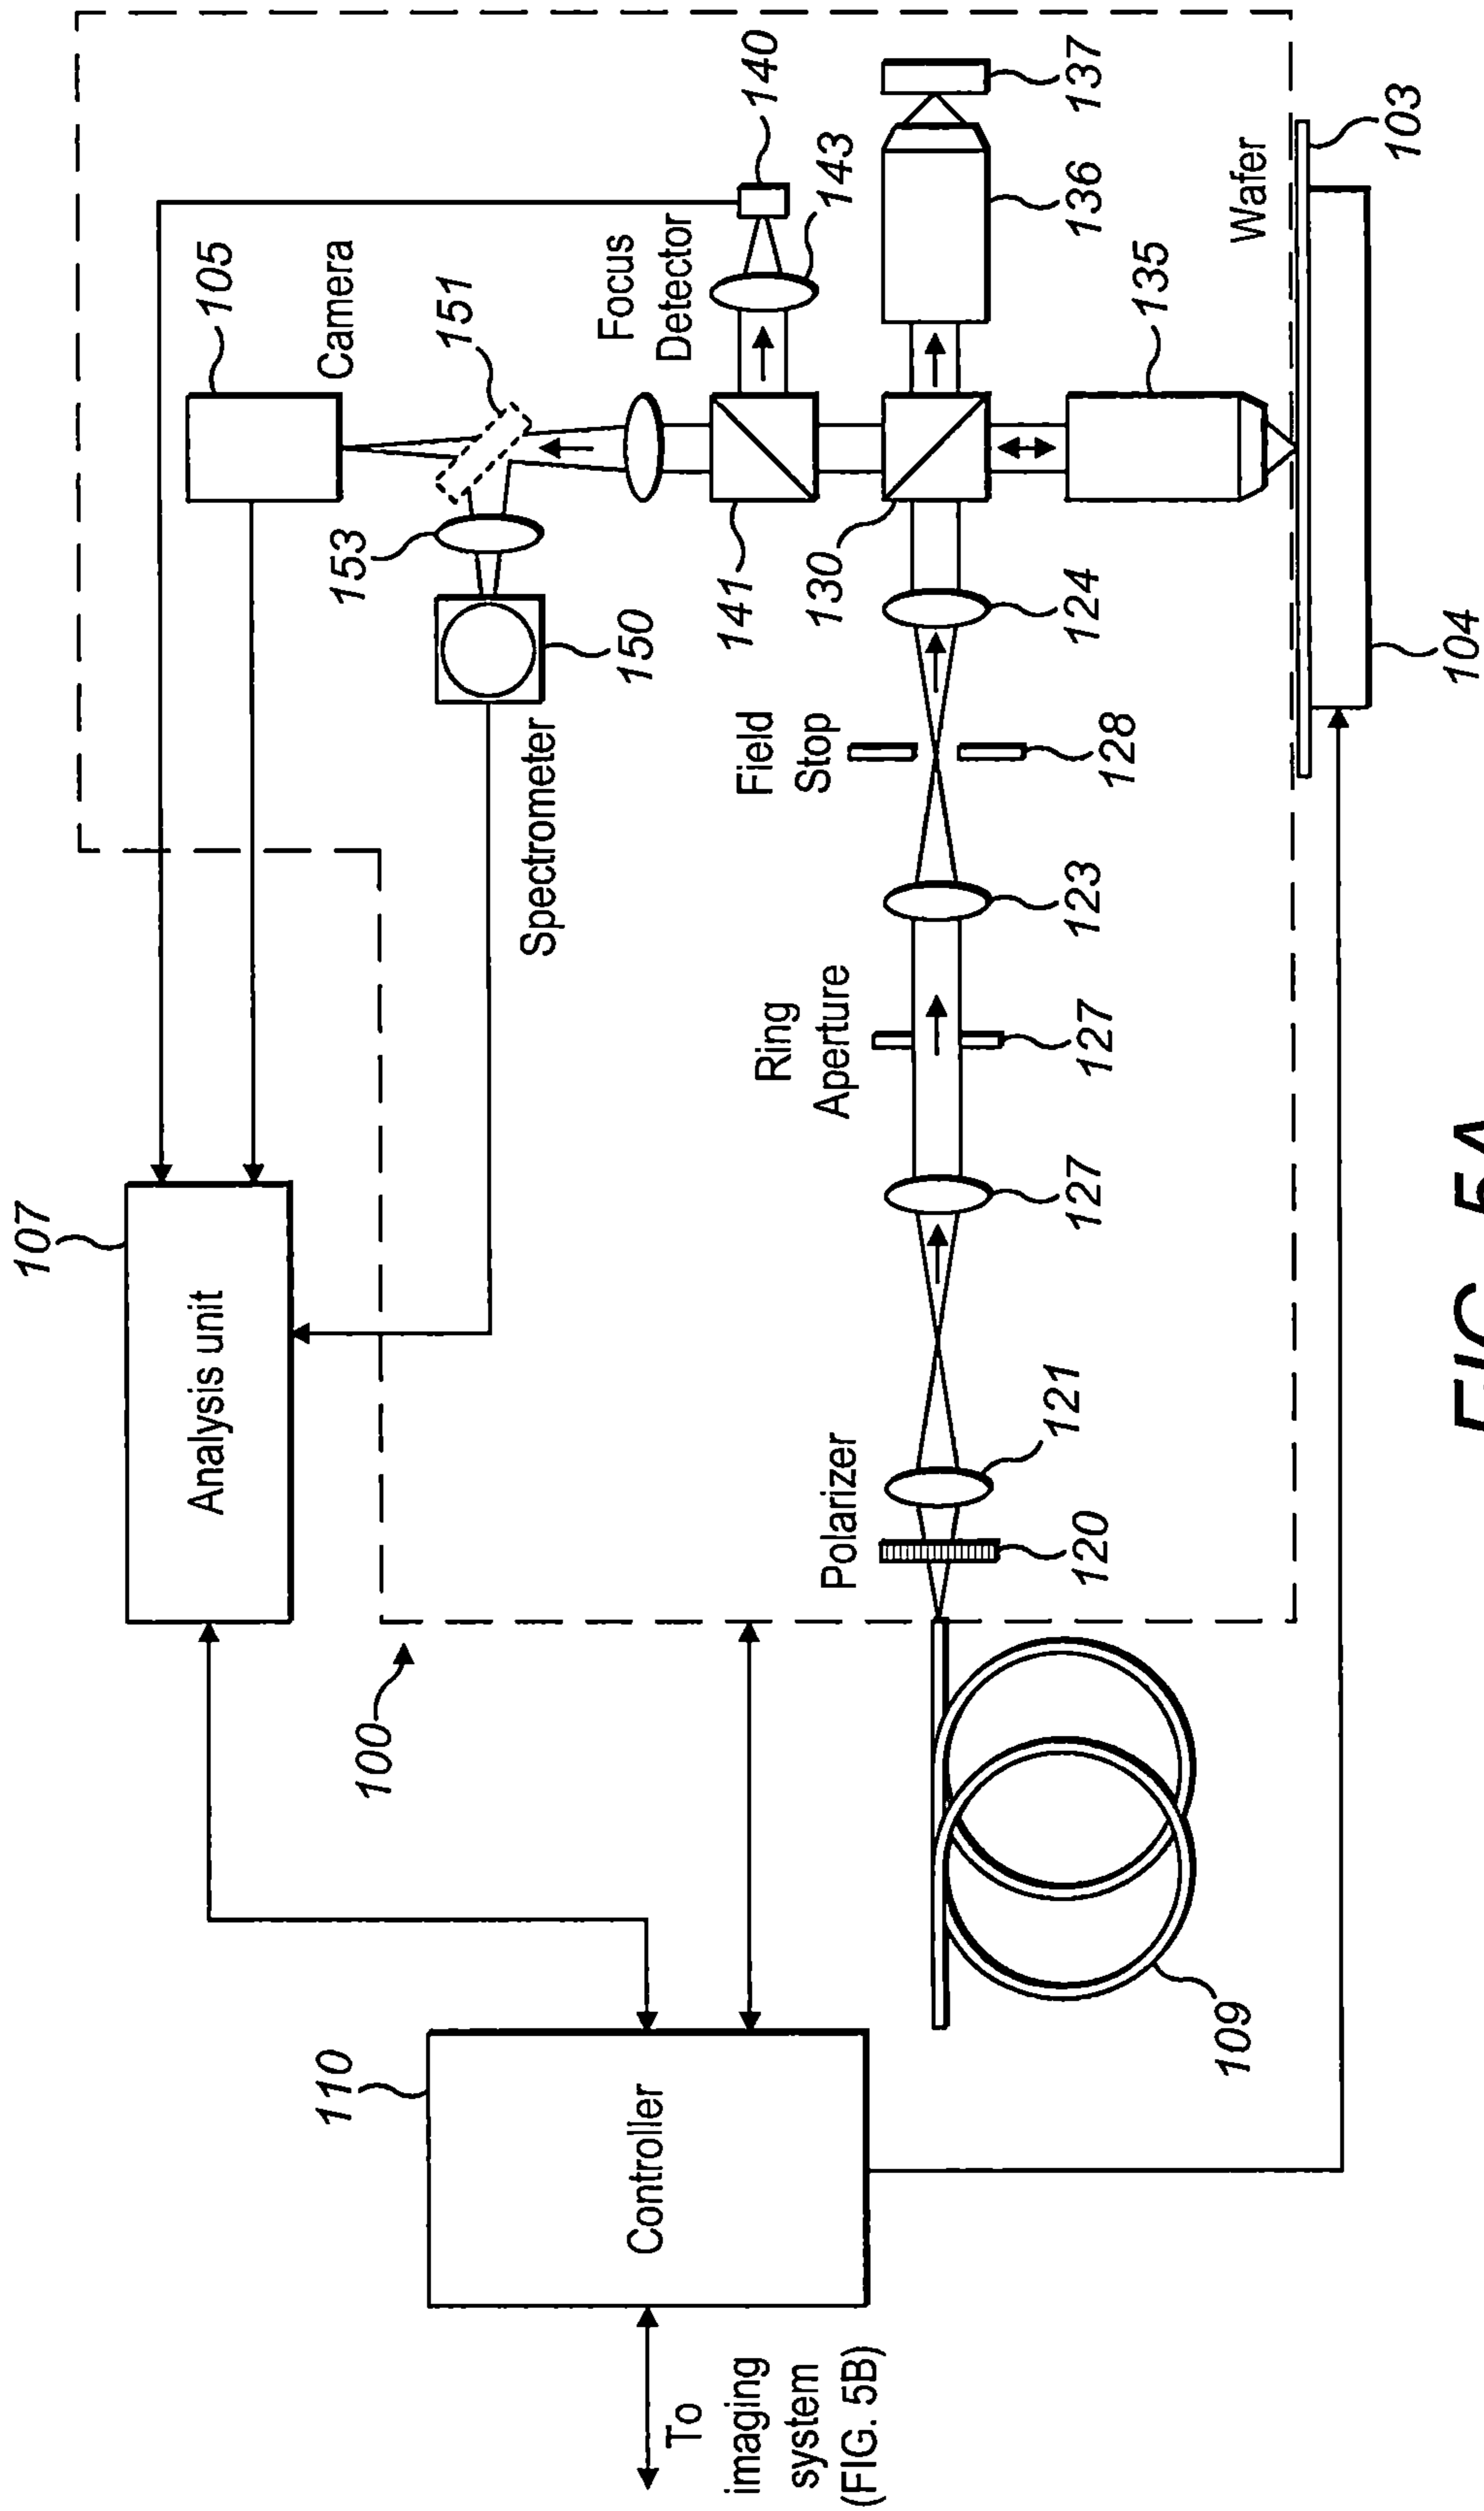 107
Analysis unit
105
Camera
110
Controller
To
imaging
system
(FIG. 5B)
100
153
151
150
Spectrometer
Focus
Detector
140
143
141
130
Polarizer
120
121
127
Ring
Aperture
127
123
Field
Stop
128
124
136
137
135
109
Wafer
103
104
FIG. 5A